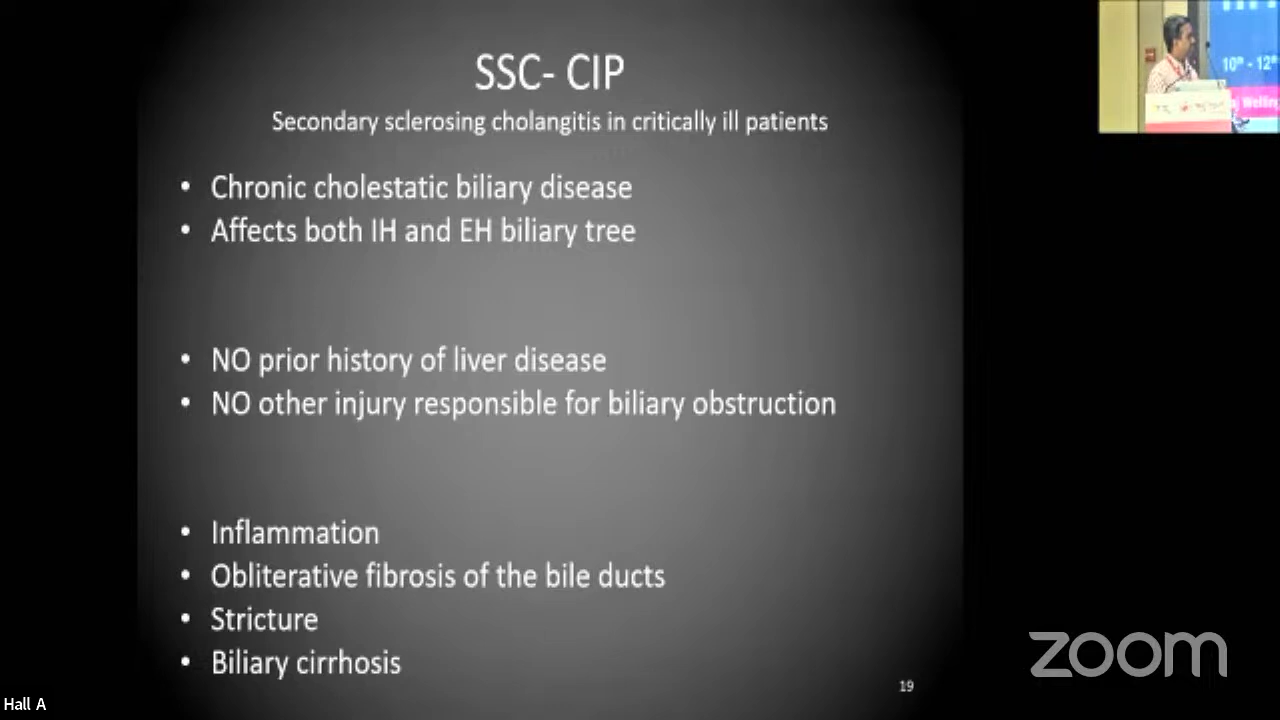 SSC- CIP
Secondary sclerosing cholangitis in critically ill patients
• Chronic cholestatic biliary disease
• Affects both IH and EH biliary tree
• NO prior history of liver disease
• NO other injury responsible for biliary obstruction
• Inflammation
• Obliterative fibrosis of the bile ducts
• Stricture
• Biliary cirrhosis
19
10th - 12th
zoom
Hall A